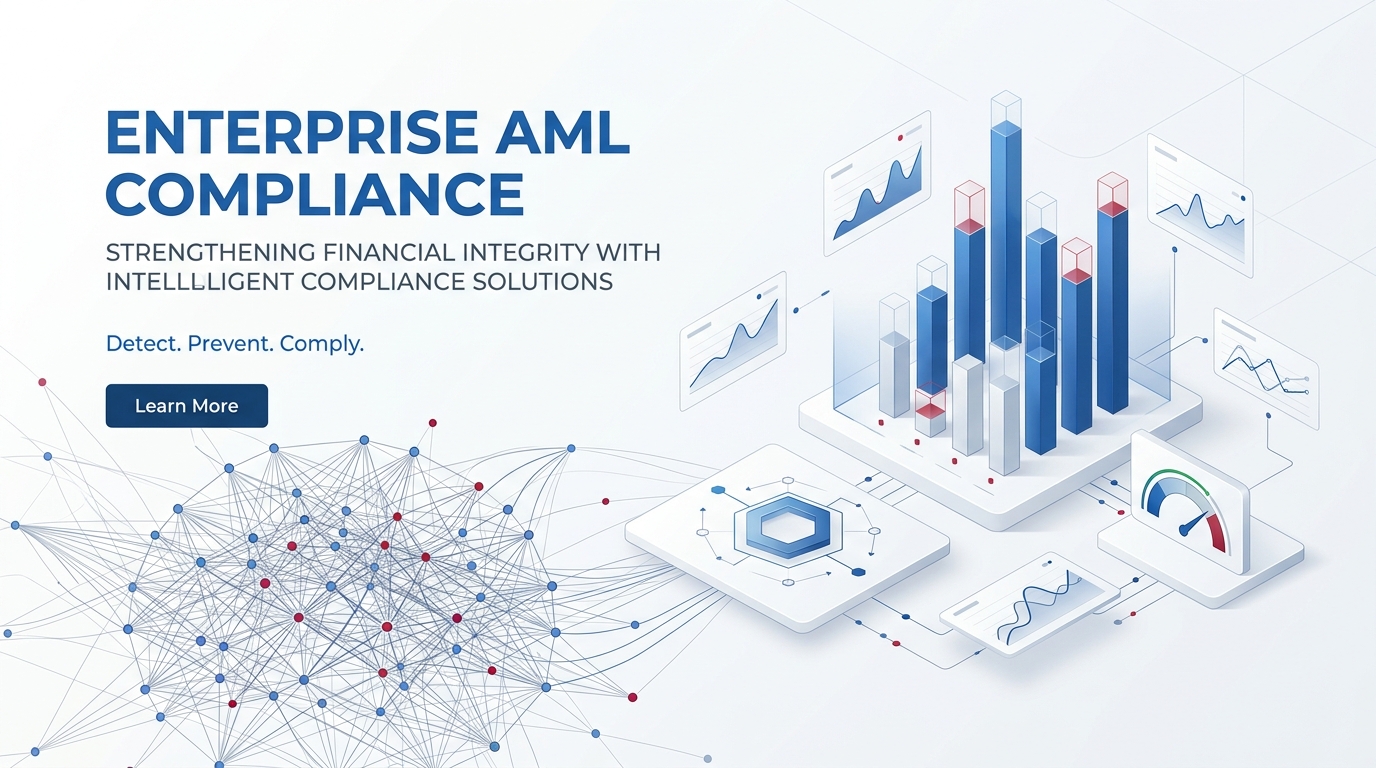 ENTERPRISE AML
COMPLIANCE
STRENGTHENING FINANCIAL INTEGRITY WITH
INTELLLLIGENT COMPLIANCE SOLUTIONS
Detect. Prevent. Comply.
Learn More